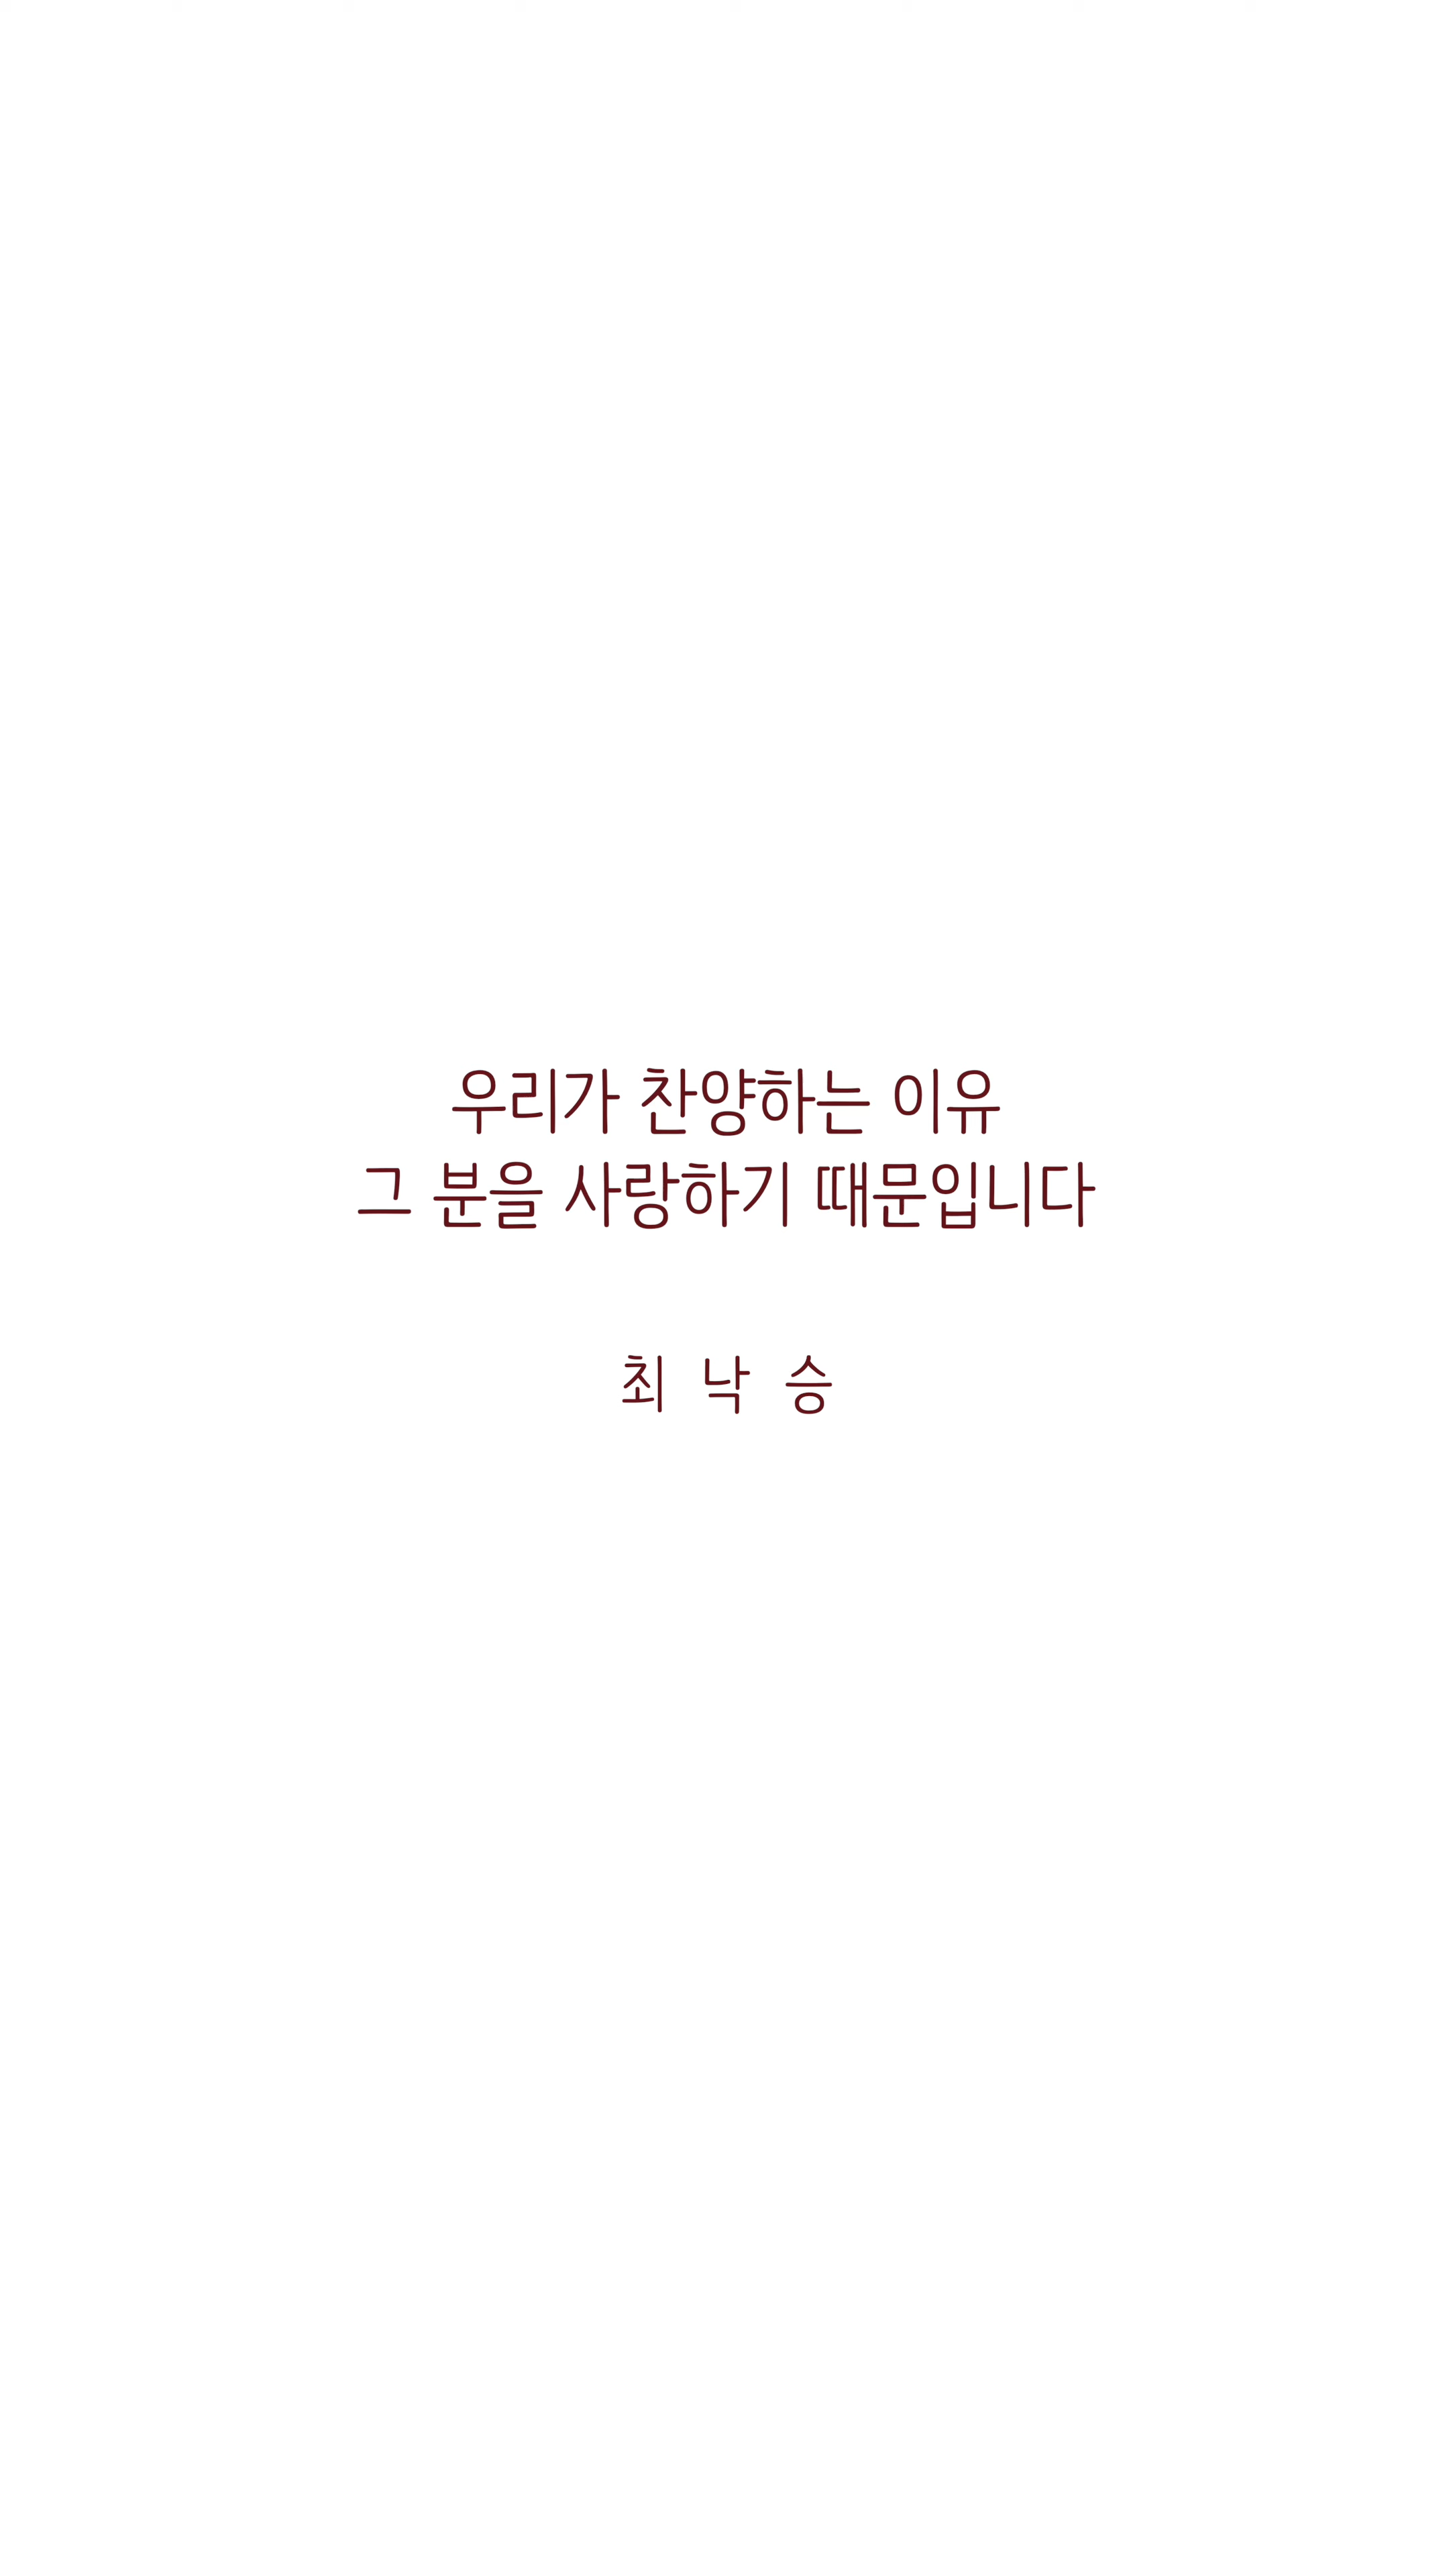 우리가 찬양하는 이유
그 분을 사랑하기 때문입니다
최 낙 승